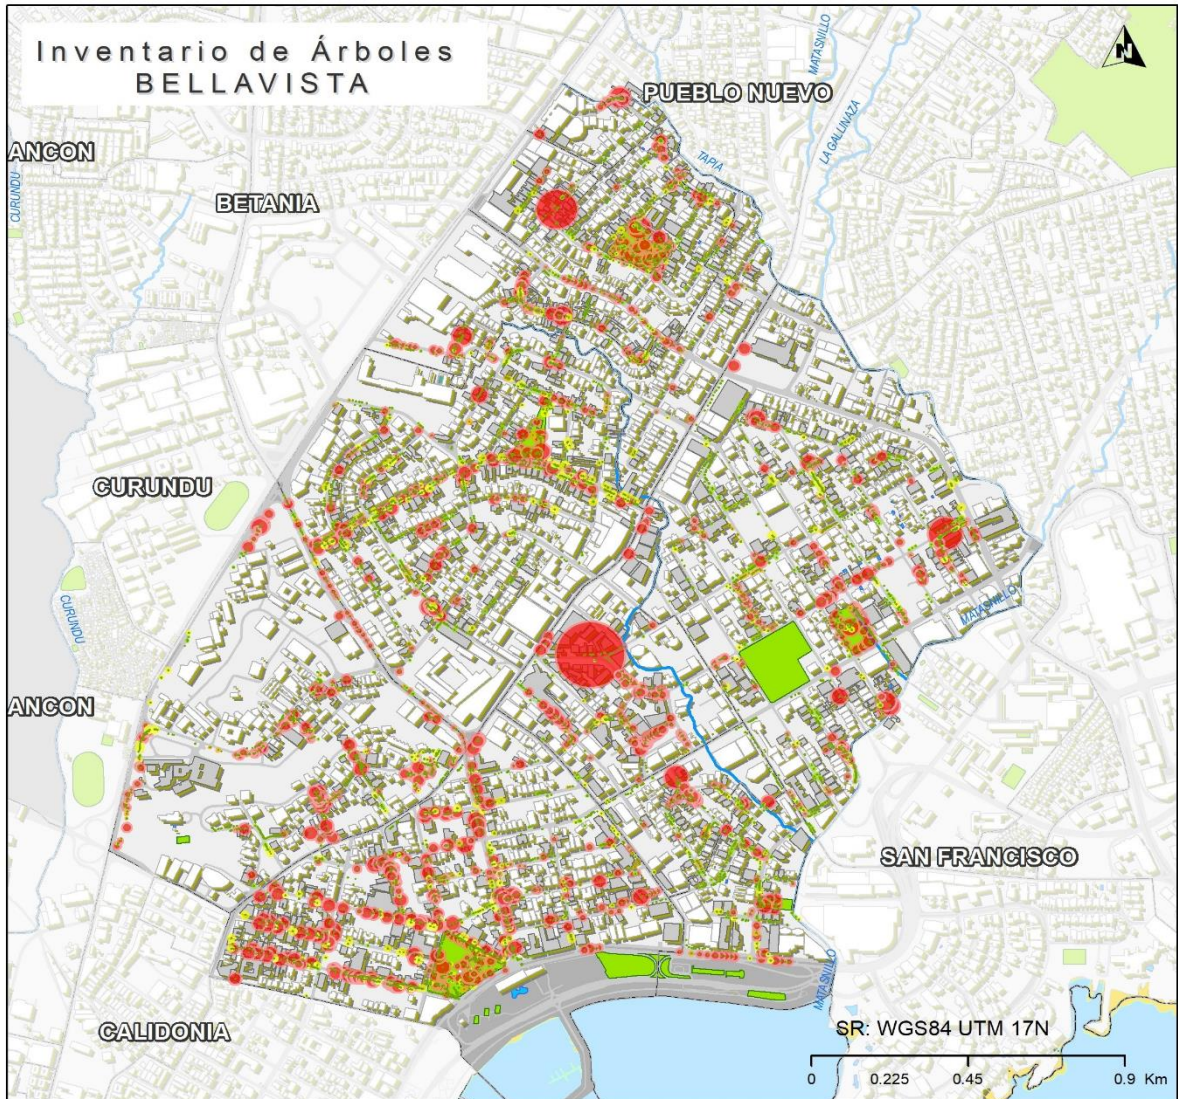 Inventario de Árboles
BELLAVISTA
N
PUEBLO NUEVO
MATASNILLO
LA GALLINAZA
TAPIA
ANCON
CURUNDU
BETANIA
CURUNDU
CURUNDU
MATASNILLO
ANCON
SAN FRANCISCO
MATASNILLO
CALIDONIA
SR: WGS84 UTM 17N
0 0.225 0.45 0.9 Km